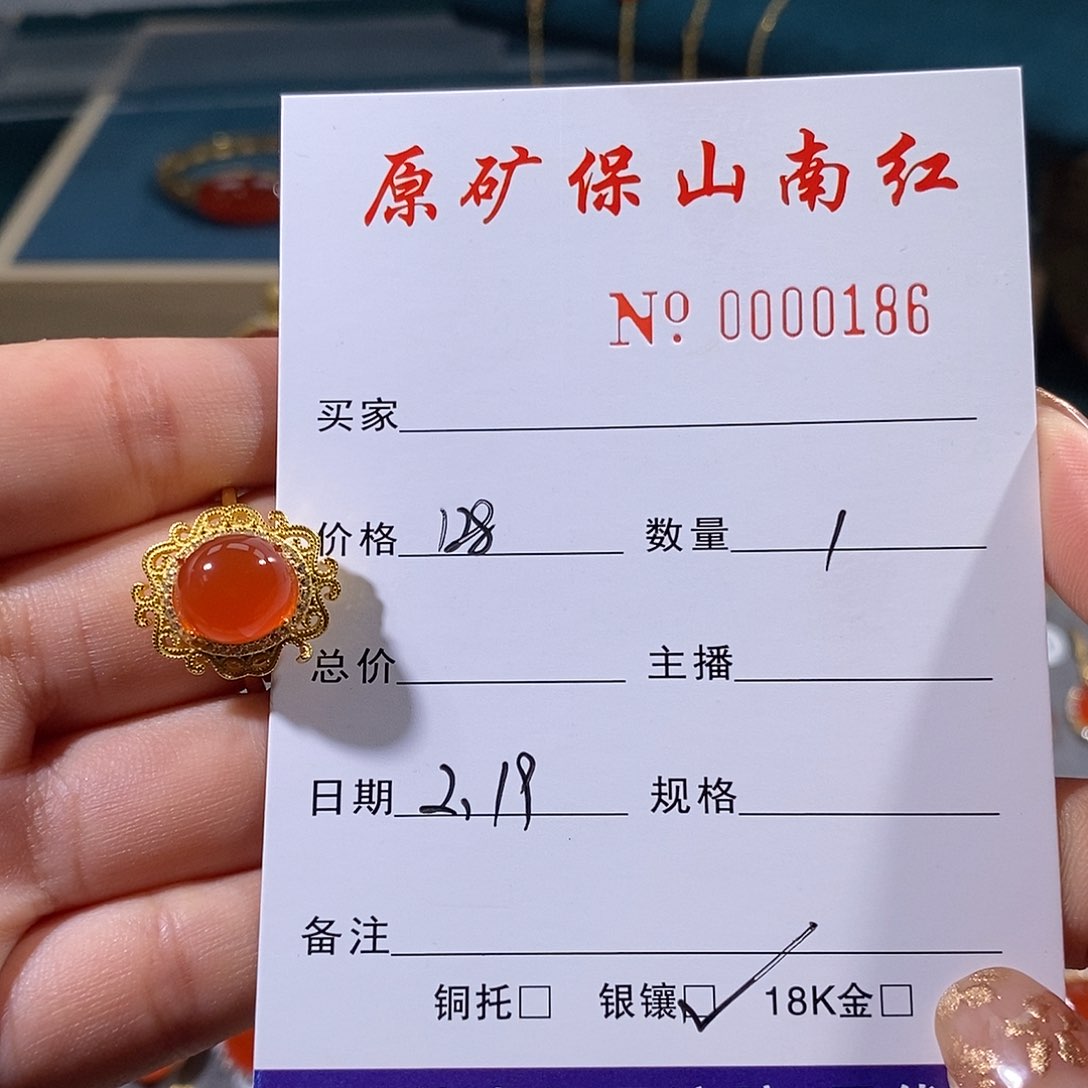 原矿保山南红
Nº 0000186
买家
价格 128 数量 1
总价 主播
日期 2.19 规格
备注
铜托□ 银镶☑ 18K金□